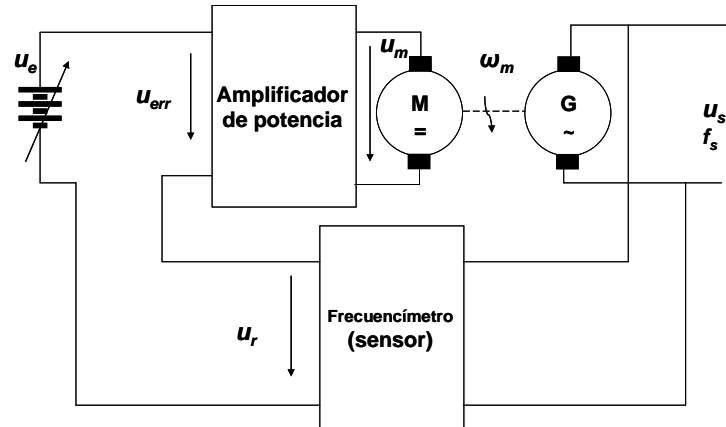 u_e
u_err
Amplificador
de potencia
u_m
M
=
ω_m
G
~
u_s
f_s
u_r
Frecuencímetro
(sensor)